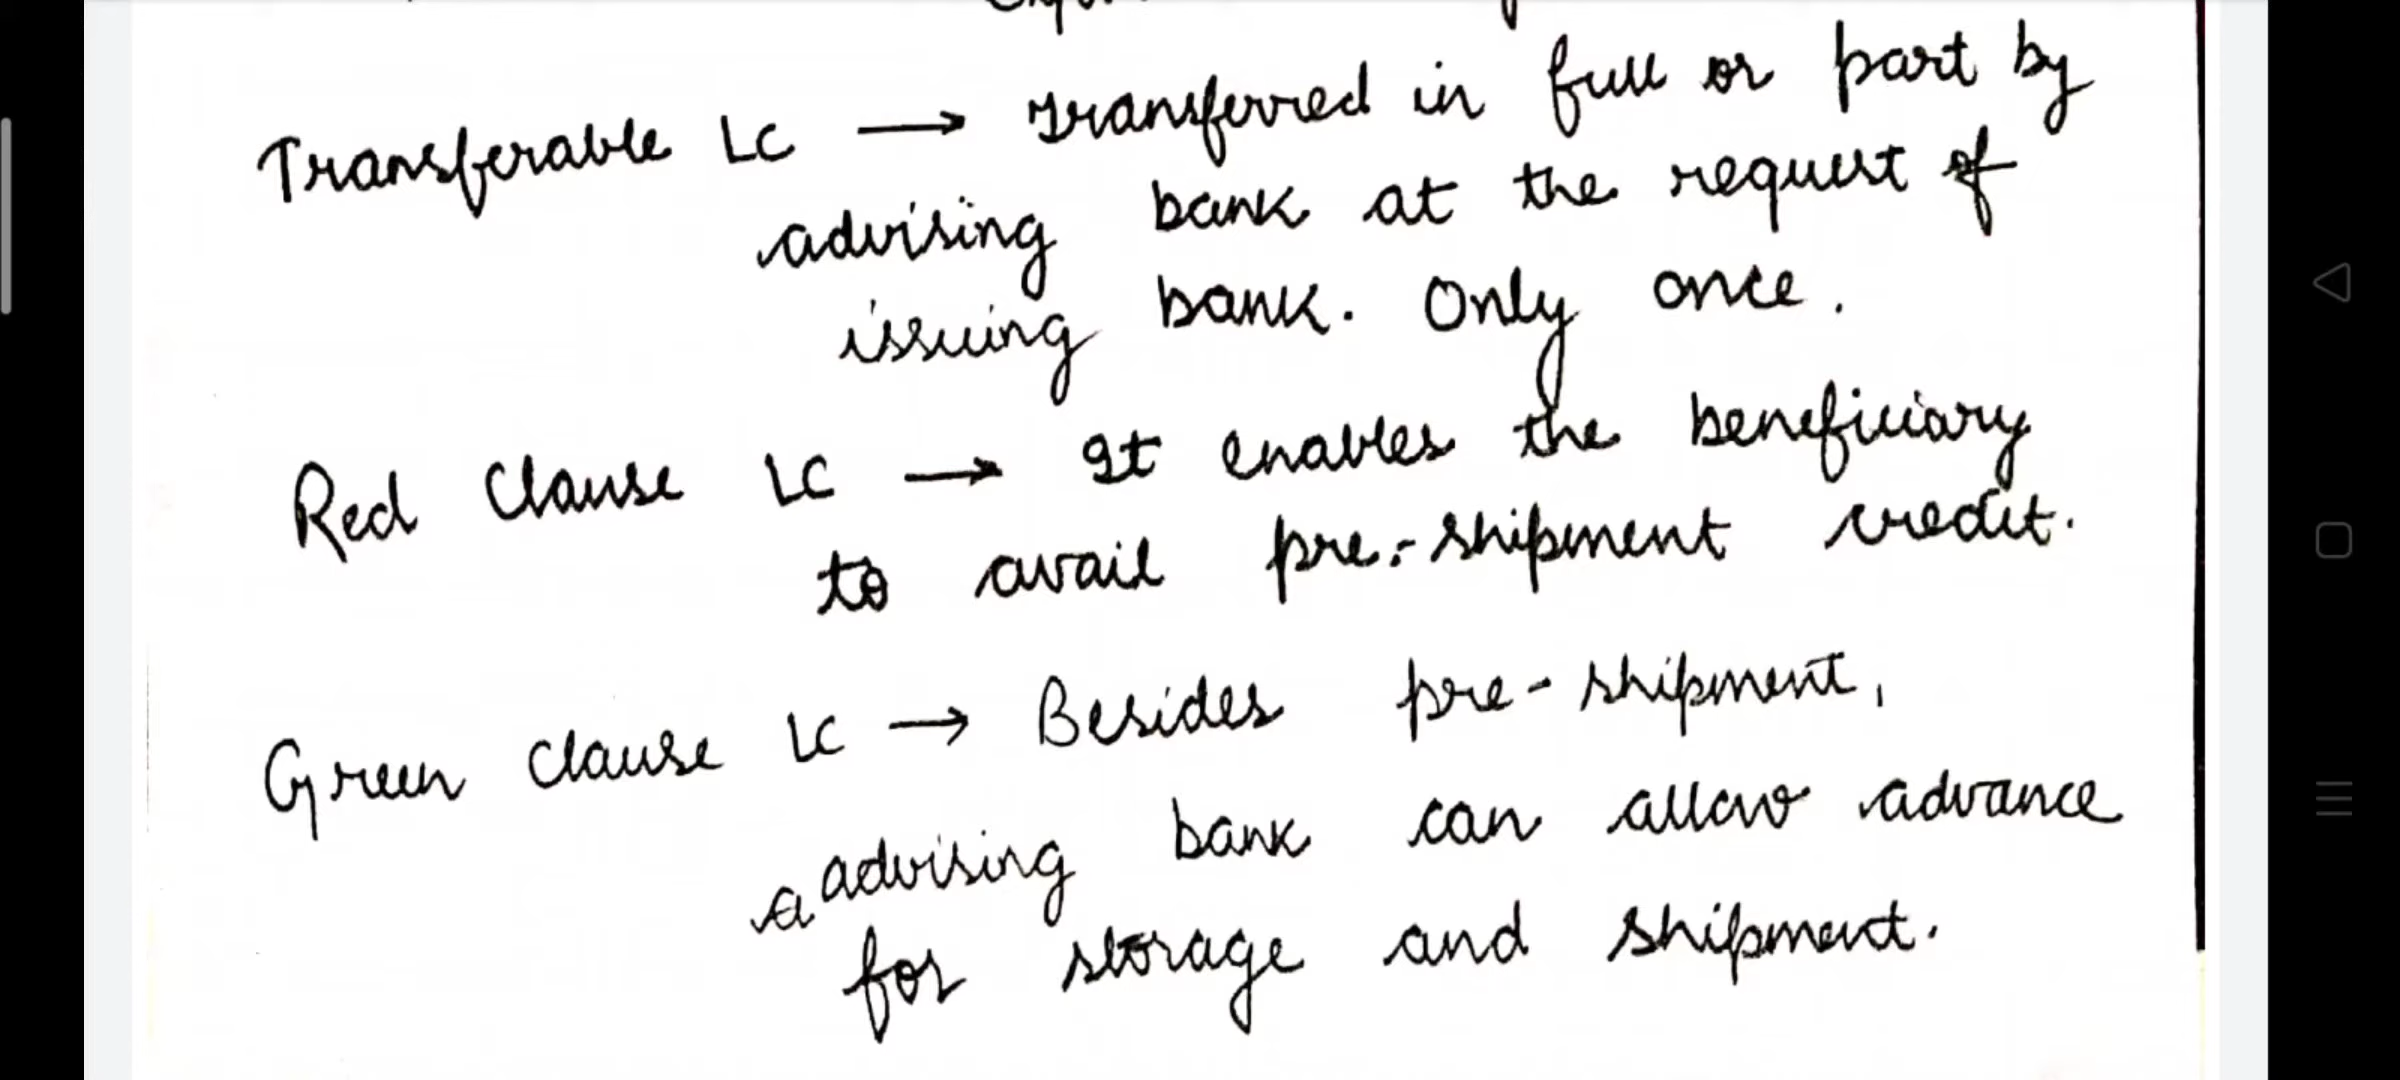 Transferable LC → transferred in full or part by
advising bank at the request of
issuing bank. Only once.
Red Clause LC → It enables the beneficiary
to avail pre-shipment credit.
Green Clause LC → Besides pre-shipment,
a advising bank can allow advance
for storage and shipment.